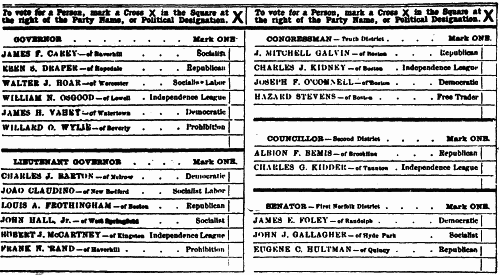 To vote for a Person, mark a Cross X in the Square at the right of the Party Name, or Political Designation. X
GOVERNOR Mark ONE
JAMES F. CAREY—of Haverhill Socialist
EBEN S. DRAPER—of Hopedale Republican
WALTER J. HOAR—of Worcester Socialist Labor
WILLIAM N. OSGOOD—of Lowell Independence League
JAMES H. VAHEY—of Watertown Democratic
WILLARD O. WYLIE—of Beverly Prohibition
LIEUTENANT GOVERNOR Mark ONE.
CHARLES J. BARTON—of Melrose Democratic
JOAO CLAUDINO—of New Bedford Socialist Labor
LOUIS A. FROTHINGHAM—of Boston Republican
JOHN HALL, Jr.—of West Springfield Socialist
ROBERT J. McCARTNEY—of Kingston Independence League
FRANK N. RAND—of Haverhill Prohibition
To vote for a Person, mark a Cross X in the Square at the right of the Party Name, or Political Designation. X
CONGRESSMAN—Tenth District Mark ONE.
J. MITCHELL GALVIN—of Boston Republican
CHARLES J. KIDNEY—of Boston Independence League
JOSEPH F. O'CONNELL—of Boston Democratic
HAZARD STEVENS—of Boston Free Trader
COUNCILLOR—Second District Mark ONE.
ALBION F. BEMIS—of Brookline Republican
CHARLES G. KIDDER—of Taunton Independence League
SENATOR—First Norfolk District Mark ONE.
JAMES E. FOLEY—of Randolph Democratic
JOHN J. GALLAGHER—of Hyde Park Socialist
EUGENE C. HULTMAN—of Quincy Republican